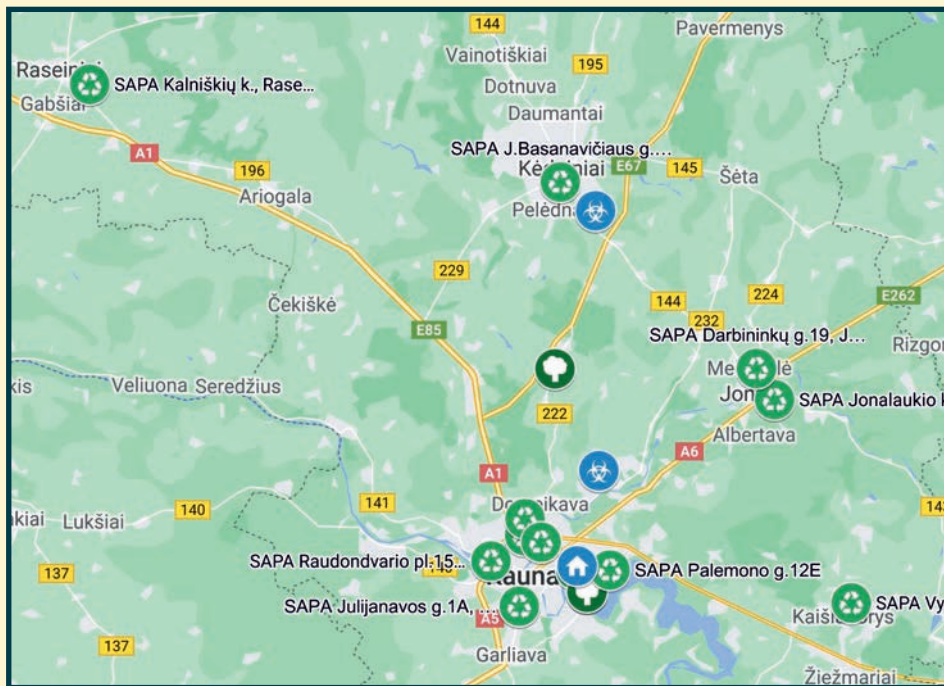 144
Pavermenys
Vainotiškiai
195
Dotnuva
Raseiniai
SAPA Kalniškių k., Rase...
Daumantai
Gabšiai
A1
SAPA J.Basanavičiaus g....
E67
145
196
Šėta
Ariogala
229
144
224
E262
Čekiškė
232
E85
SAPA Darbininkų g.19, J...
Veliuona
Seredžius
222
SAPA Jonalaukio
Albertava
A6
A1
141
140
Lukšiai
SAPA Raudondvario pl.15...
137
SAPA Palemono g.12E
SAPA Julijanavos g.1A, ...
A5
SAPA Vy
137
Garliava
Žiežmariai